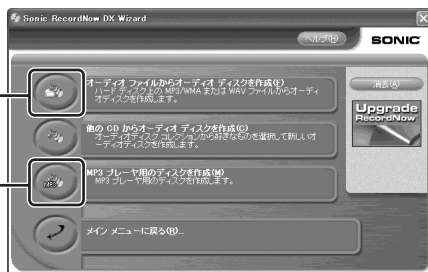 Sonic RecordNow DX Wizard
ヘルプ(H)
SONIC
オーディオ ファイルからオーディオ ディスクを作成(F)
ハード ディスク上の MP3/WMA または WAV ファイルからオーディ
オディスクを作成します。
消去(A)
Upgrade
RecordNow
他の CD からオーディオ ディスクを作成(C)
オーディオディスクコレクションから好きなものを選択して新しいオ
ーディオディスクを作成します。
MP3 プレーヤ用のディスクを作成(M)
MP3 プレーヤ用のディスクを作成します。
MP3
メイン メニューに戻る(R)...